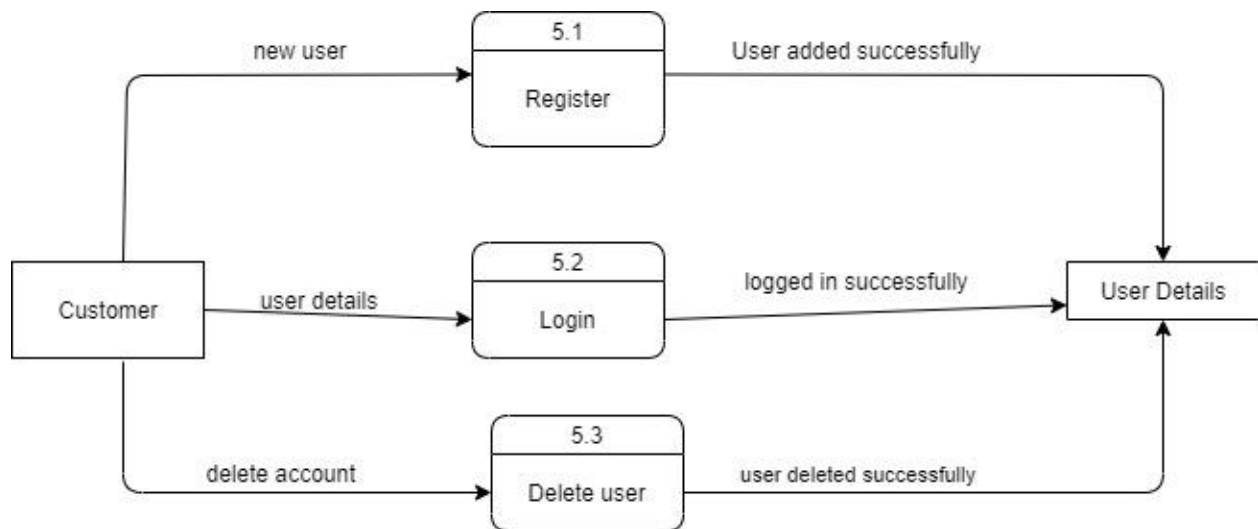 5.1
new user
User added successfully
Register
5.2
user details
logged in successfully
Customer
Login
User Details
5.3
delete account
user deleted successfully
Delete user